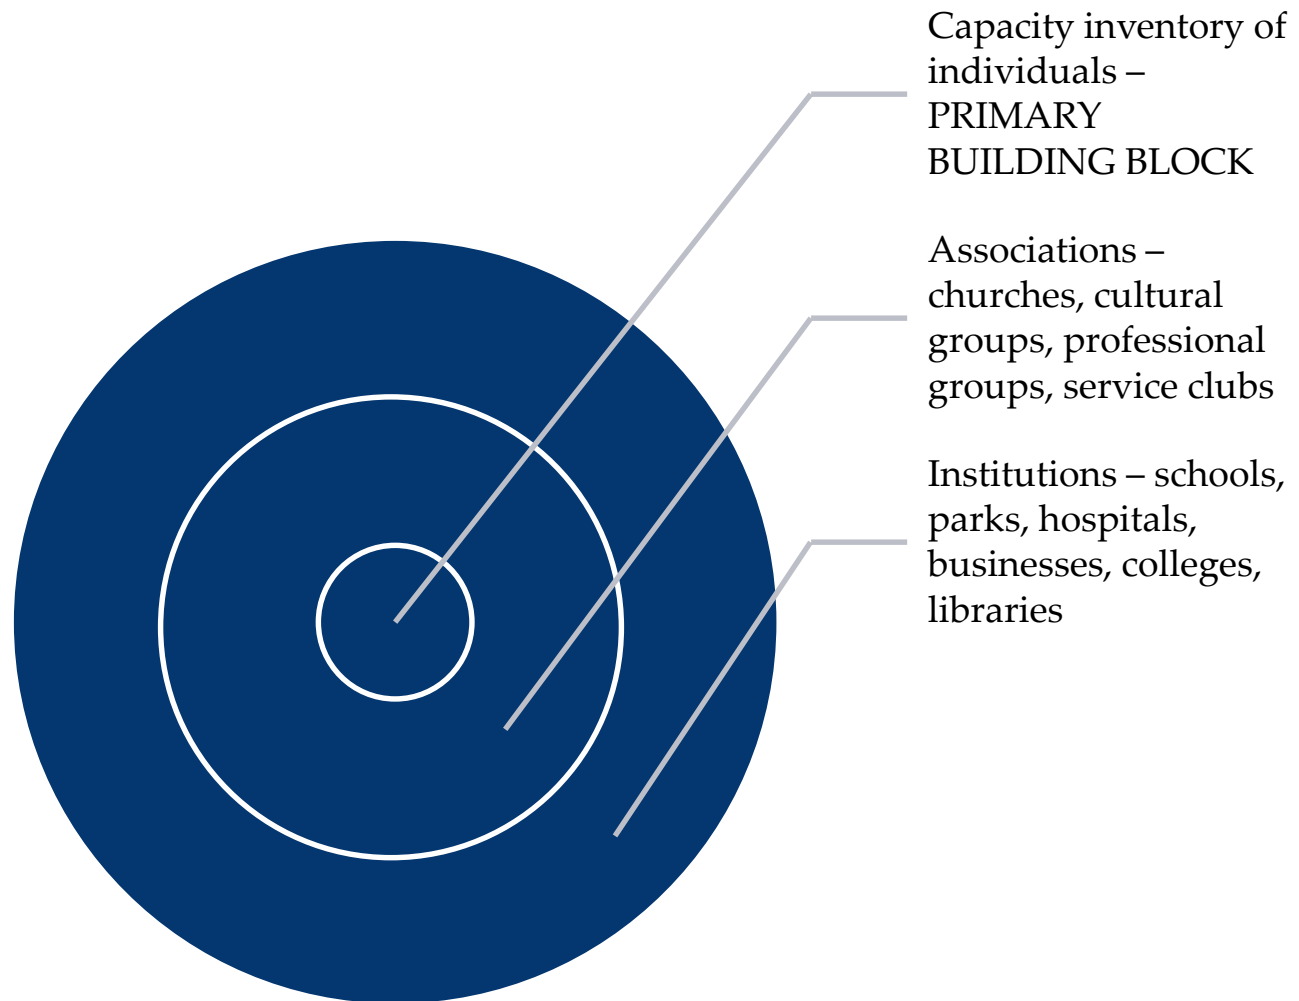 Capacity inventory of
individuals –
PRIMARY
BUILDING BLOCK
Associations –
churches, cultural
groups, professional
groups, service clubs
Institutions – schools,
parks, hospitals,
businesses, colleges,
libraries